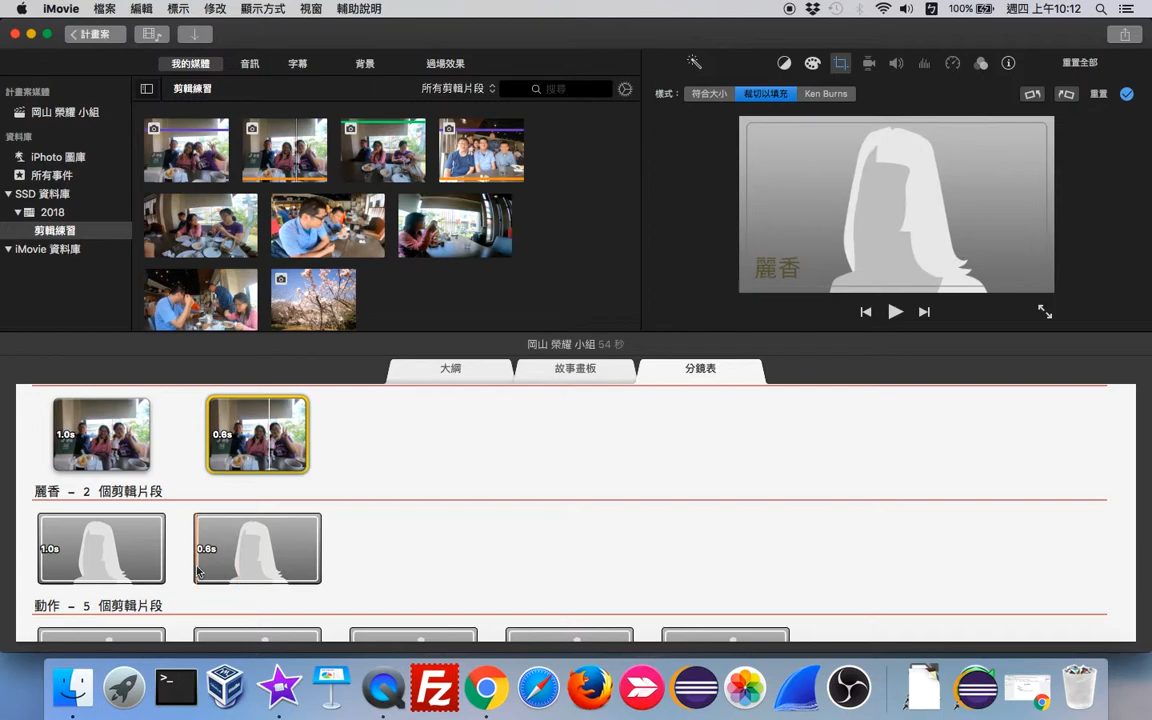 iMovie 檔案 編輯 標示 修改 顯示方式 視窗 輔助說明 100% 週四 上午10:12
計畫案
我的媒體 音訊 字幕 背景 過場效果
重置全部
剪輯練習 所有剪輯片段 搜尋
樣式: 符合大小 裁切以填充 Ken Burns 重置
計畫案媒體
岡山 榮耀 小組
資料庫
iPhoto 圖庫
所有事件
SSD 資料庫
2018
剪輯練習
iMovie 資料庫
麗香
岡山 榮耀 小組 54 秒
大綱 故事畫板 分鏡表
1.0s 0.6s
麗香 – 2 個剪輯片段
1.0s 0.6s
動作 – 5 個剪輯片段